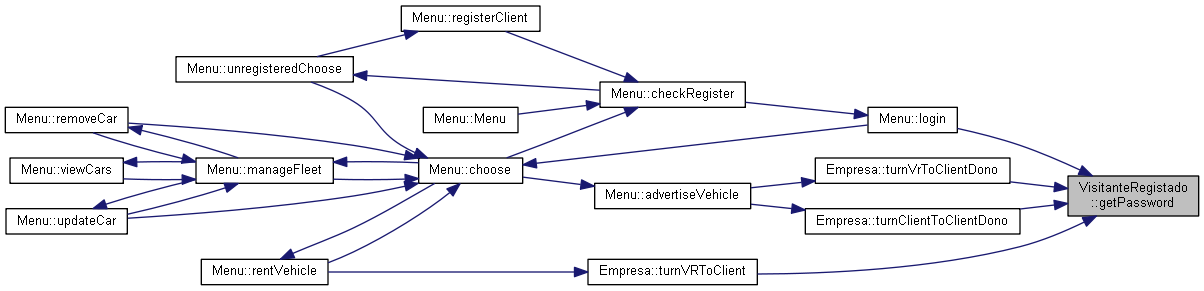 Menu::registerClient
Menu::unregisteredChoose
Menu::checkRegister
Menu::removeCar
Menu::Menu
Menu::login
Menu::viewCars
Menu::manageFleet
Menu::choose
Empresa::turnVrToClientDono
VisitanteRegistado
::getPassword
Menu::advertiseVehicle
Menu::updateCar
Empresa::turnClientToClientDono
Menu::rentVehicle
Empresa::turnVRToClient